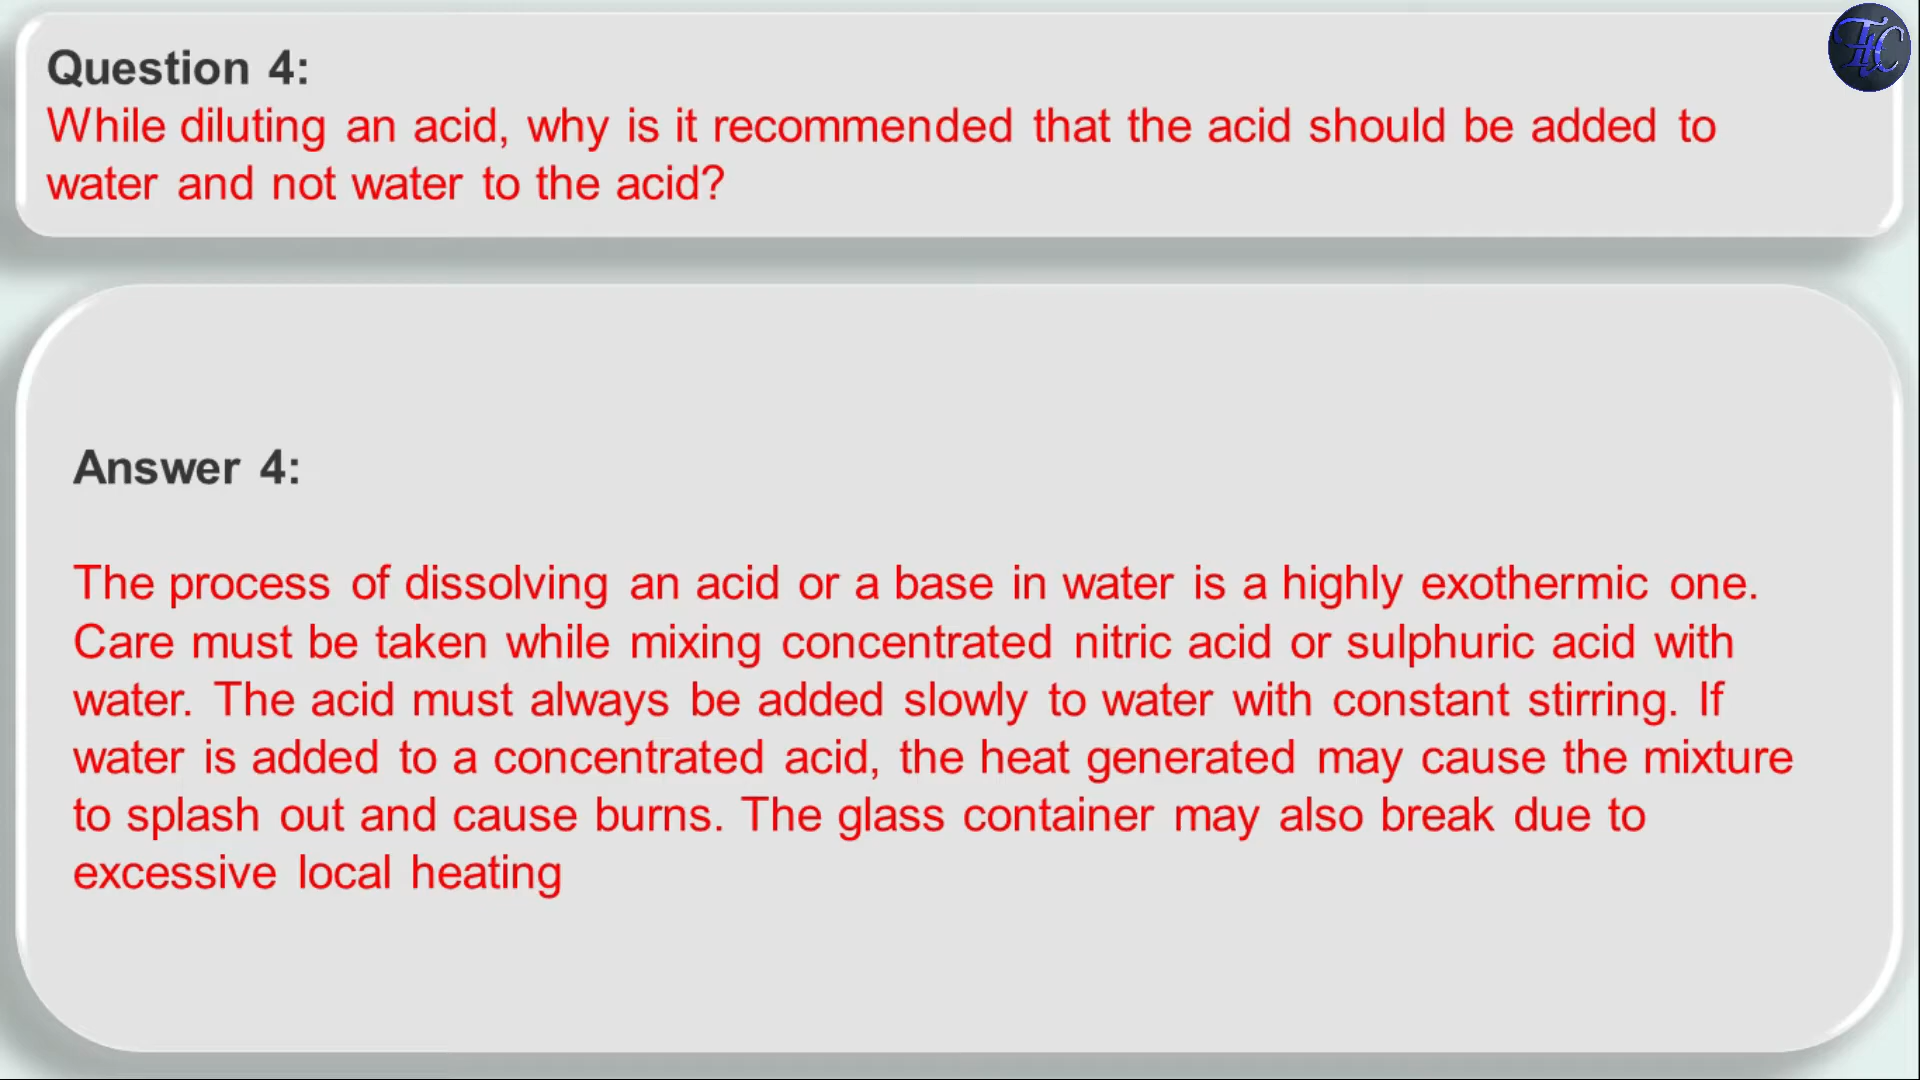 Question 4:
While diluting an acid, why is it recommended that the acid should be added to
water and not water to the acid?
Answer 4:
The process of dissolving an acid or a base in water is a highly exothermic one.
Care must be taken while mixing concentrated nitric acid or sulphuric acid with
water. The acid must always be added slowly to water with constant stirring. If
water is added to a concentrated acid, the heat generated may cause the mixture
to splash out and cause burns. The glass container may also break due to
excessive local heating